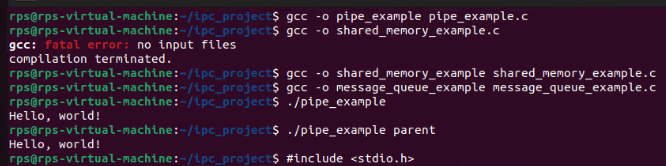 rps@rps-virtual-machine:~/ipc_project$ gcc -o pipe_example pipe_example.c
rps@rps-virtual-machine:~/ipc_project$ gcc -o shared_memory_example.c
gcc: fatal error: no input files
compilation terminated.
rps@rps-virtual-machine:~/ipc_project$ gcc -o shared_memory_example shared_memory_example.c
rps@rps-virtual-machine:~/ipc_project$ gcc -o message_queue_example message_queue_example.c
rps@rps-virtual-machine:~/ipc_project$ ./pipe_example
Hello, world!
rps@rps-virtual-machine:~/ipc_project$ ./pipe_example parent
Hello, world!
rps@rps-virtual-machine:~/ipc_project$ #include <stdio.h>